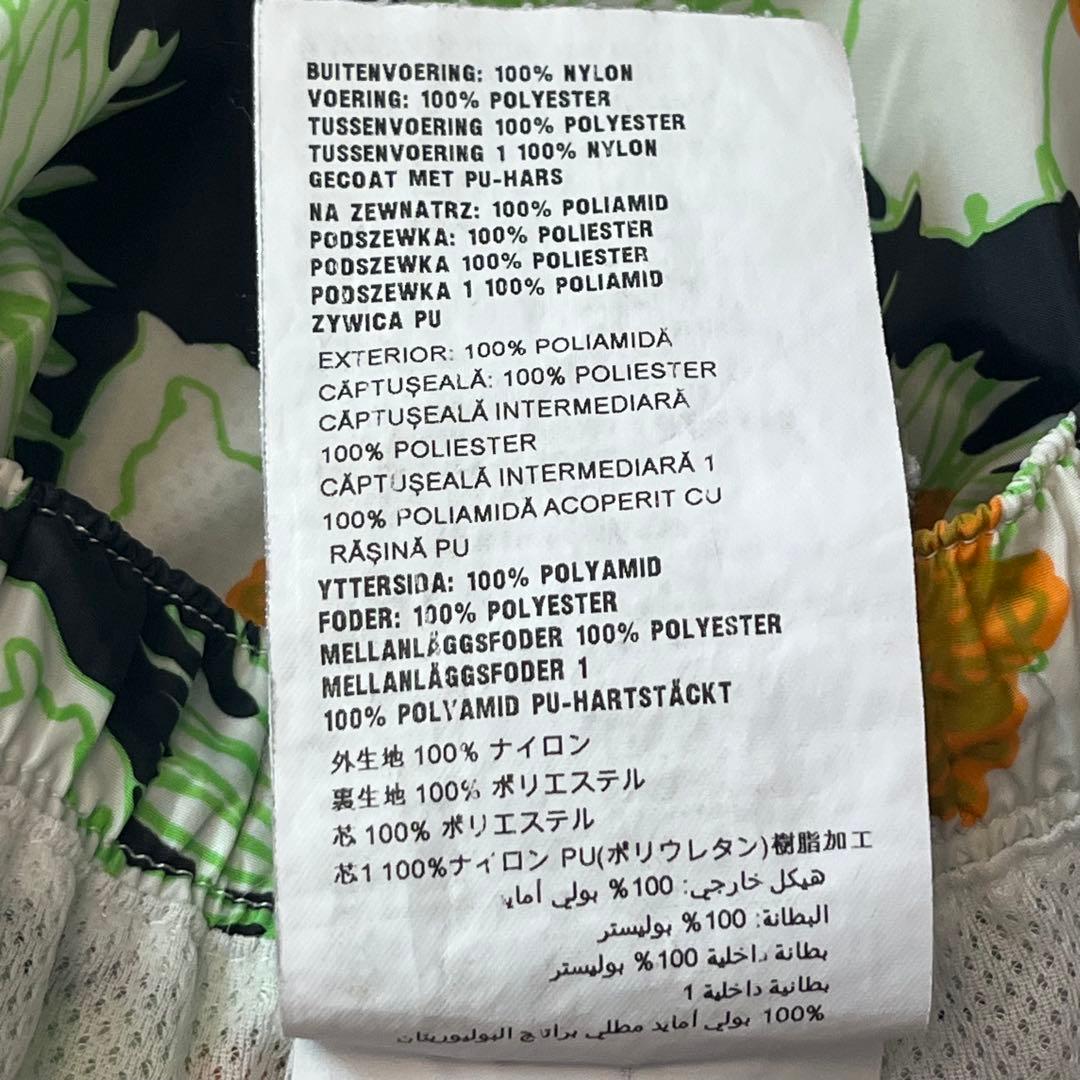 BUITENVOERING: 100% NYLON
VOERING: 100% POLYESTER
TUSSENVOERING 100% POLYESTER
TUSSENVOERING 1 100% NYLON
GECOAT MET PU-HARS
NA ZEWNATRZ: 100% POLIAMID
PODSZEWKA: 100% POLIESTER
PODSZEWKA 100% POLIESTER
PODSZEWKA 1 100% POLIAMID
ZYWICA PU
EXTERIOR: 100% POLIAMIDĂ
CĂPTUŞEALĂ: 100% POLIESTER
CĂPTUŞEALĂ INTERMEDIARĂ
100% POLIESTER
CĂPTUŞEALĂ INTERMEDIARĂ 1
100% POLIAMIDĂ ACOPERIT CU
RĂŞINĂ PU
YTTERSIDA: 100% POLYAMID
FODER: 100% POLYESTER
MELLANLÄGGSFODER 100% POLYESTER
MELLANLÄGGSFODER 1
100% POLYAMID PU-HARTSTÄCKT
外生地 100% ナイロン
裏生地 100% ポリエステル
芯 100% ポリエステル
芯1 100%ナイロン PU(ポリウレタン)樹脂加工
هيكل خارجي: 100% بولي أمايد
البطانة: 100% بوليستر
بطانة داخلية 100% بوليستر
بطانية داخلية 1
100% بولي أمايد مطلي براتنج البوليوريتان